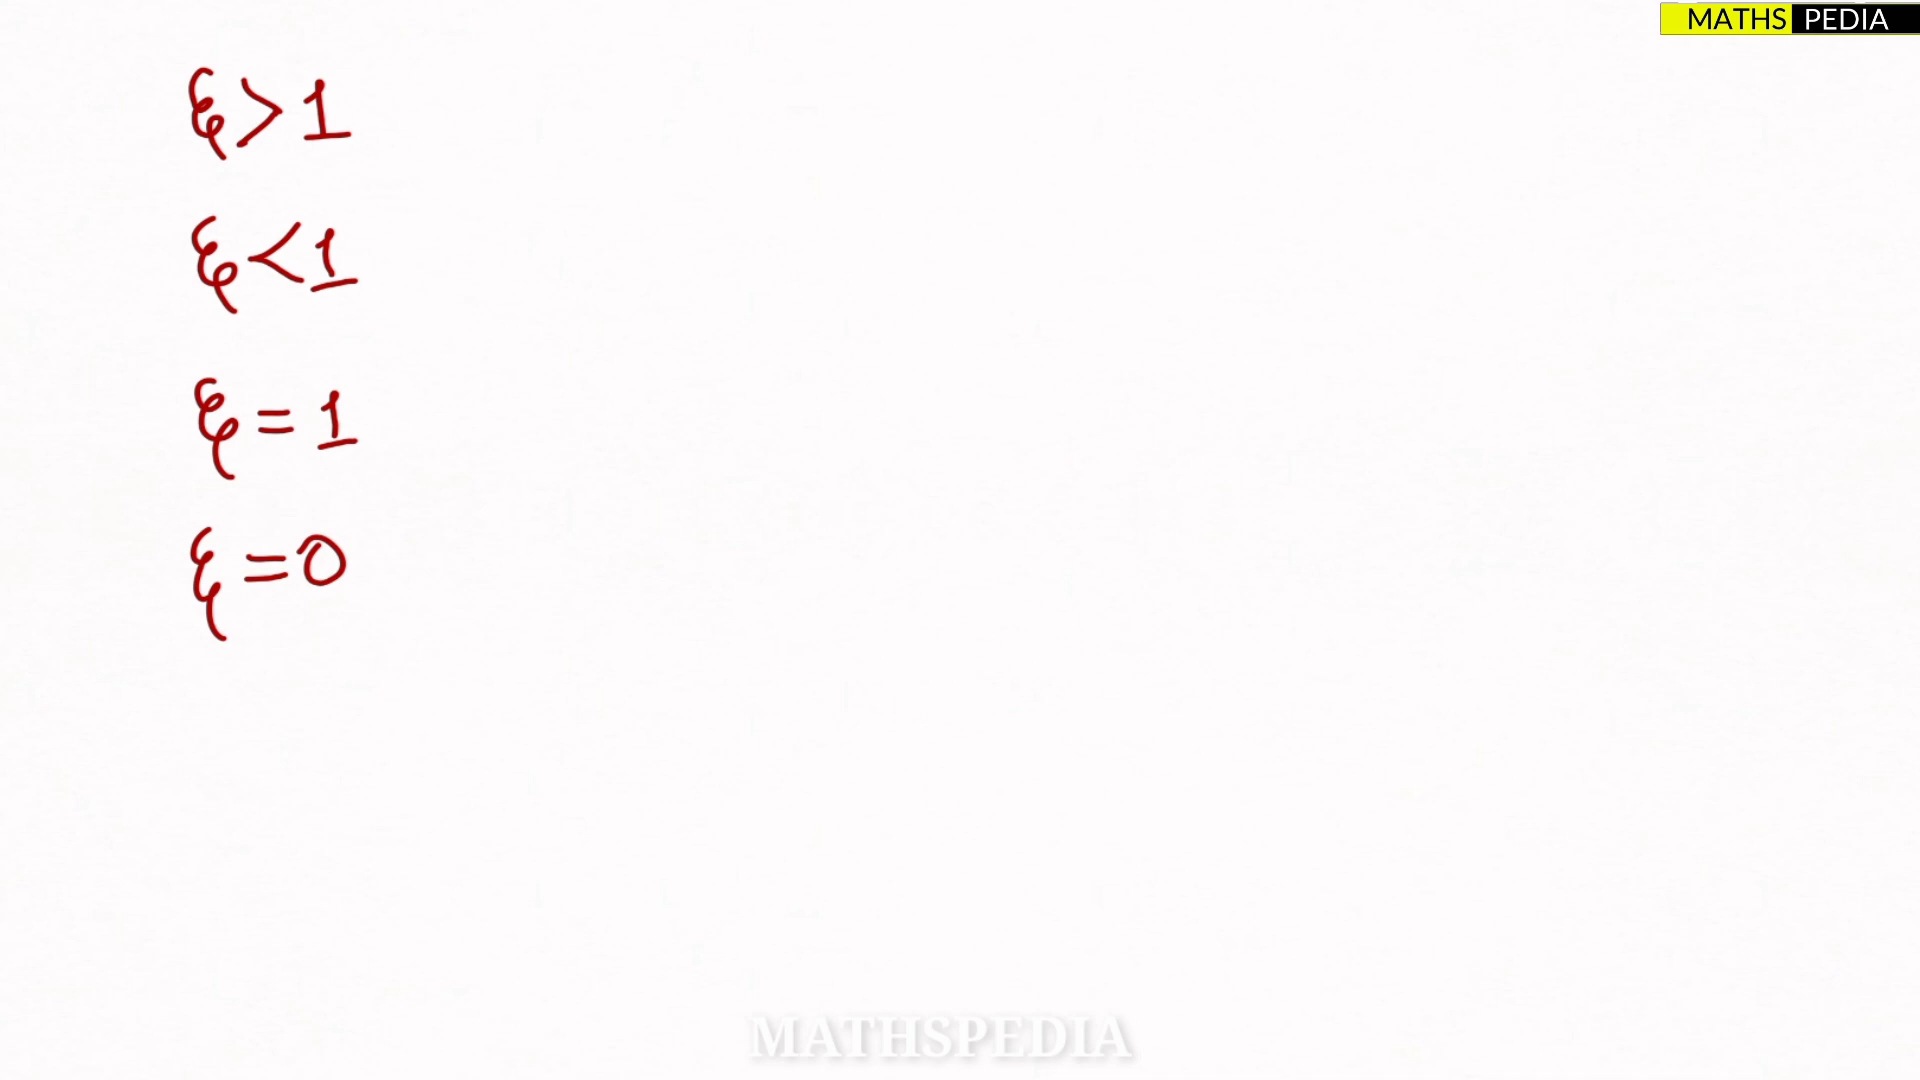 MATHS PEDIA
ξ > 1
ξ < 1
ξ = 1
ξ = 0
MATHSPEDIA